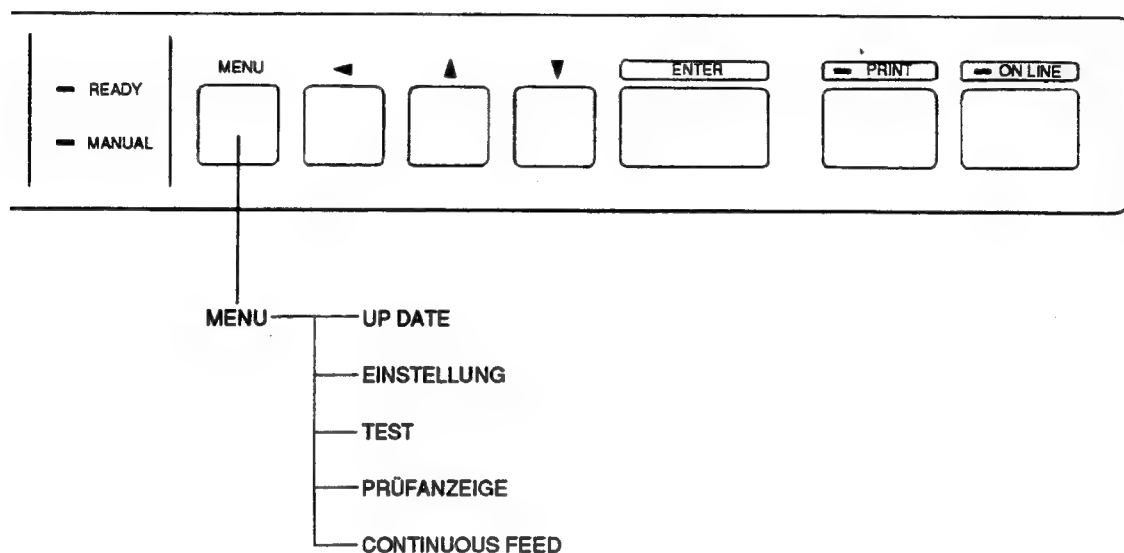 MENU ◄ ▲ ▼ ENTER PRINT ON LINE
READY
MANUAL
MENU UP DATE
EINSTELLUNG
TEST
PRÜFANZEIGE
CONTINUOUS FEED